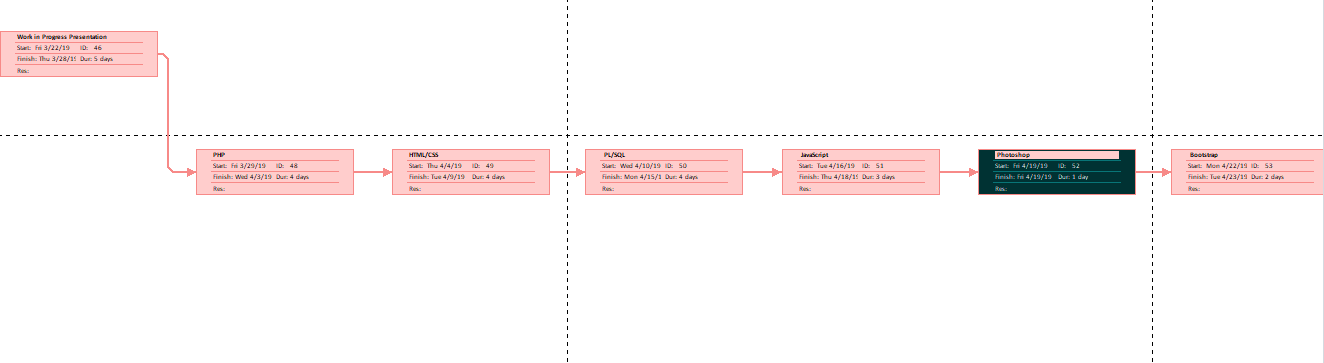 Work in Progress Presentation
Start: Fri 3/22/19 ID: 46
Finish: Thu 3/28/19 Dur: 5 days
Res:
PHP
Start: Fri 3/29/19 ID: 48
Finish: Wed 4/3/19 Dur: 4 days
Res:
HTML/CSS
Start: Thu 4/4/19 ID: 49
Finish: Tue 4/9/19 Dur: 4 days
Res:
PL/SQL
Start: Wed 4/10/19 ID: 50
Finish: Mon 4/15/1 Dur: 4 days
Res:
JavaScript
Start: Tue 4/16/19 ID: 51
Finish: Thu 4/18/19 Dur: 3 days
Res:
Photoshop
Start: Fri 4/19/19 ID: 52
Finish: Fri 4/19/19 Dur: 1 day
Res:
Bootstrap
Start: Mon 4/22/19 ID: 53
Finish: Tue 4/23/19 Dur: 2 days
Res: